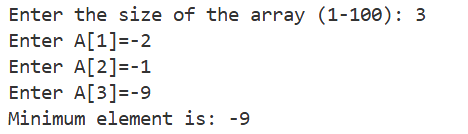 Enter the size of the array (1-100): 3
Enter A[1]=-2
Enter A[2]=-1
Enter A[3]=-9
Minimum element is: -9